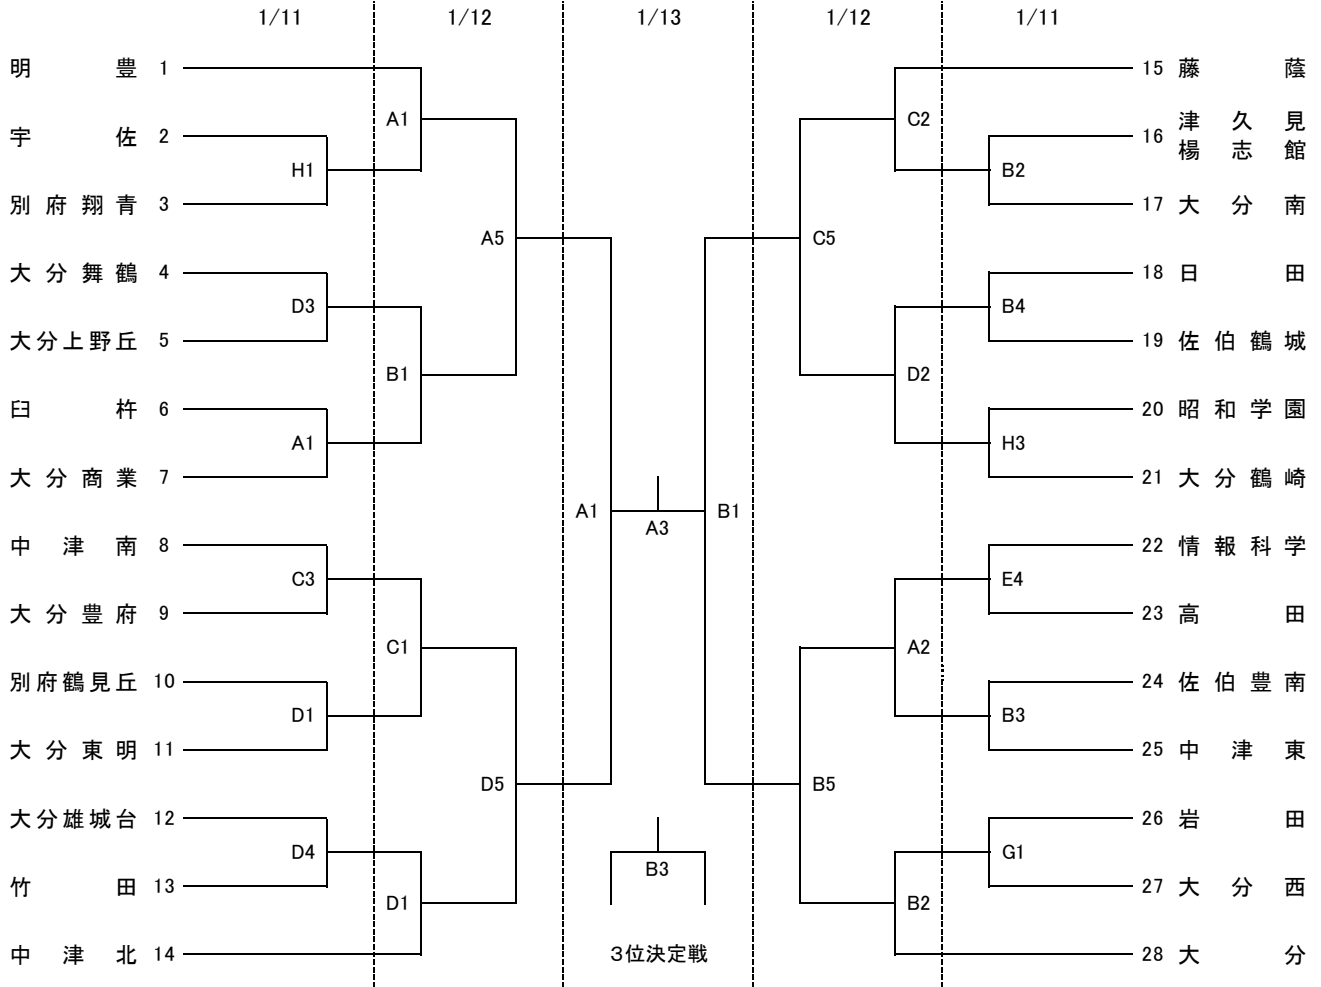 1/11 1/12 1/13 1/12 1/11
明豊 1
A1
宇佐 2
H1
別府翔青 3
A5
大分舞鶴 4
D3
大分上野丘 5
B1
臼杵 6
A1
大分商業 7
A1
中津南 8
C3
大分豊府 9
C1
別府鶴見丘 10
D1
大分東明 11
D5
大分雄城台 12
D4
竹田 13
D1
中津北 14
A3
B3
3位決定戦
15 藤蔭
C2
16 津久見
楊志館
B2
17 大分南
C5
18 日田
B4
19 佐伯鶴城
D2
20 昭和学園
H3
21 大分鶴崎
B1
22 情報科学
E4
23 高田
A2
24 佐伯豊南
B3
25 中津東
B5
26 岩田
G1
27 大分西
B2
28 大分